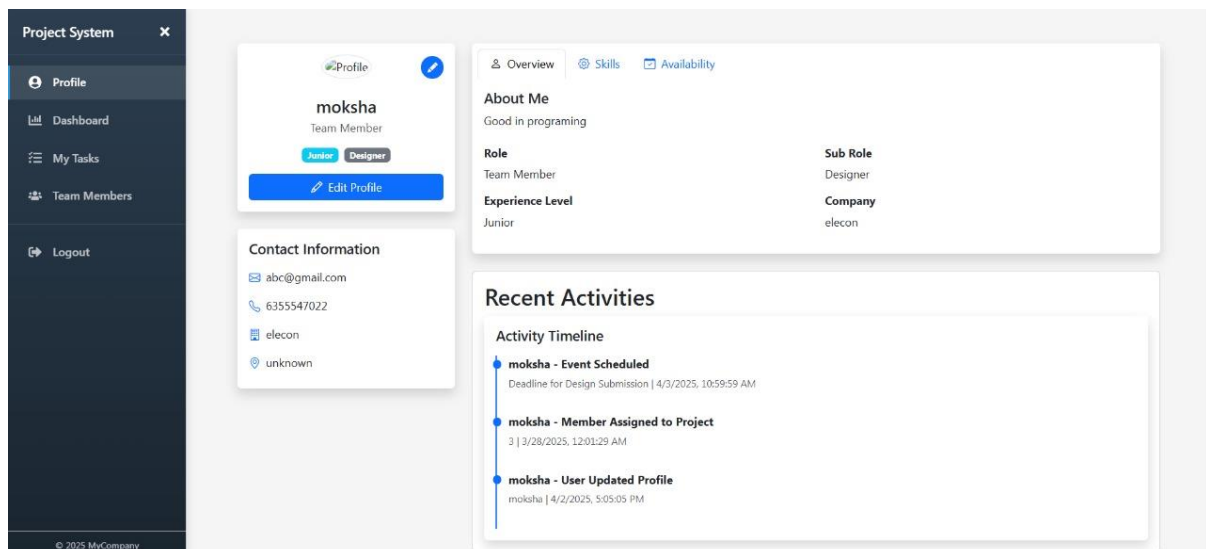 Project System ×
Profile
Dashboard
My Tasks
Team Members
Logout
© 2025 MyCompany
Profile
moksha
Team Member
Junior Designer
Edit Profile
Contact Information
abc@gmail.com
6355547022
elecon
unknown
Overview Skills Availability
About Me
Good in programing
Role Sub Role
Team Member Designer
Experience Level Company
Junior elecon
Recent Activities
Activity Timeline
moksha - Event Scheduled
Deadline for Design Submission | 4/3/2025, 10:59:59 AM
moksha - Member Assigned to Project
3 | 3/28/2025, 12:01:29 AM
moksha - User Updated Profile
moksha | 4/2/2025, 5:05:05 PM